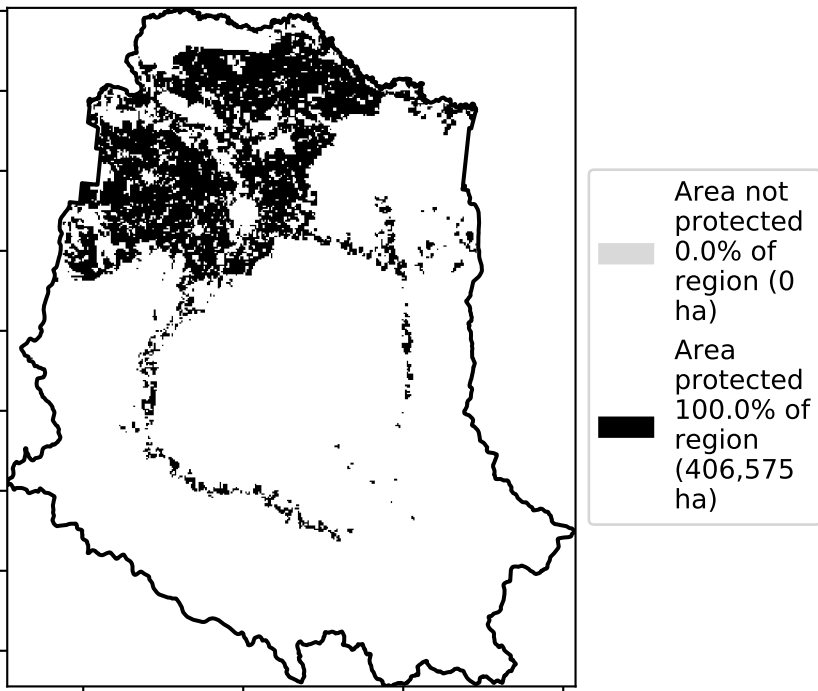 Area not
protected
0.0% of
region (0
ha)
Area
protected
100.0% of
region
(406,575
ha)